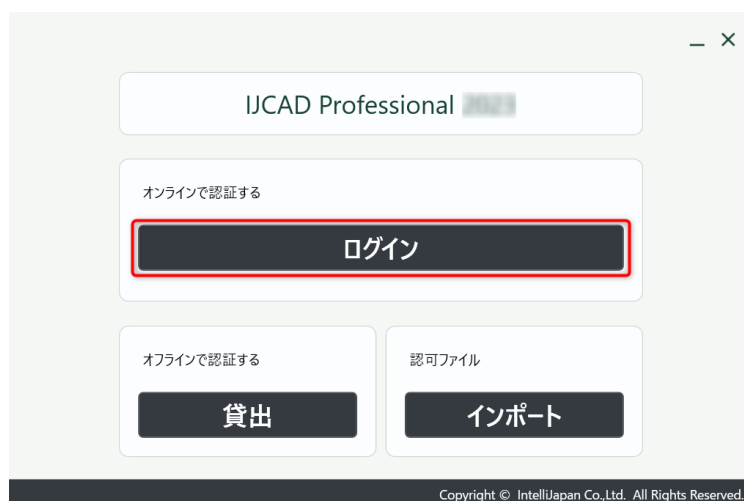 IJCAD Professional
オンラインで認証する
ログイン
オフラインで認証する
貸出
認可ファイル
インポート
Copyright © IntelliJapan Co.,Ltd. All Rights Reserved.